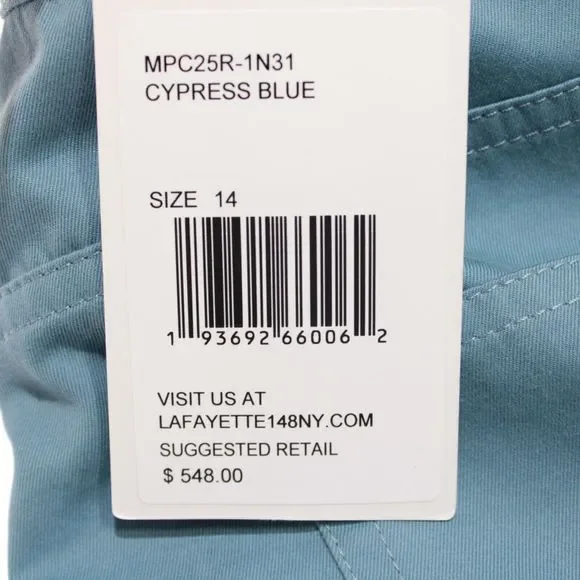 MPC25R-1N31
CYPRESS BLUE
SIZE 14
1 93692 66006 2
VISIT US AT
LAFAYETTE148NY.COM
SUGGESTED RETAIL
$ 548.00